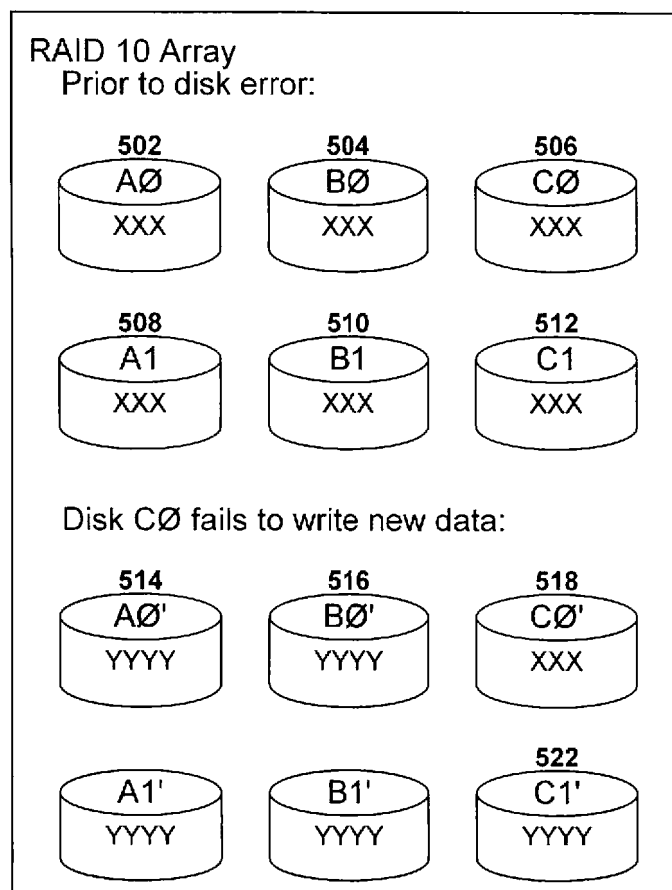 RAID 10 Array
Prior to disk error:
502 504 506
AØ BØ CØ
XXX XXX XXX
508 510 512
A1 B1 C1
XXX XXX XXX
Disk CØ fails to write new data:
514 516 518
AØ' BØ' CØ'
YYYY YYYY XXX
522
A1' B1' C1'
YYYY YYYY YYYY